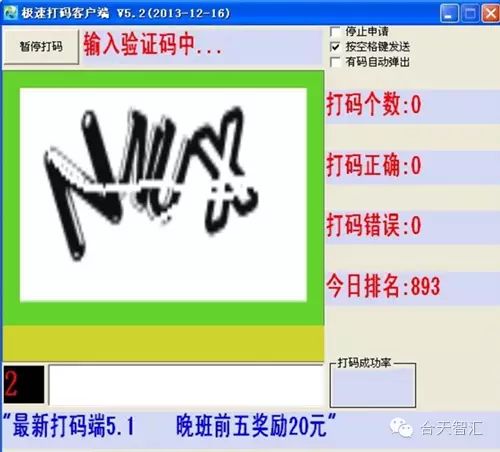 极速打码客户端 V5.2(2013-12-16)
暂停打码
输入验证码中...
停止申请
按空格键发送
有码自动弹出
打码个数:0
打码正确:0
打码错误:0
今日排名:893
打码成功率
2
"最新打码端5.1 晚班前五奖励20元"
台天智汇